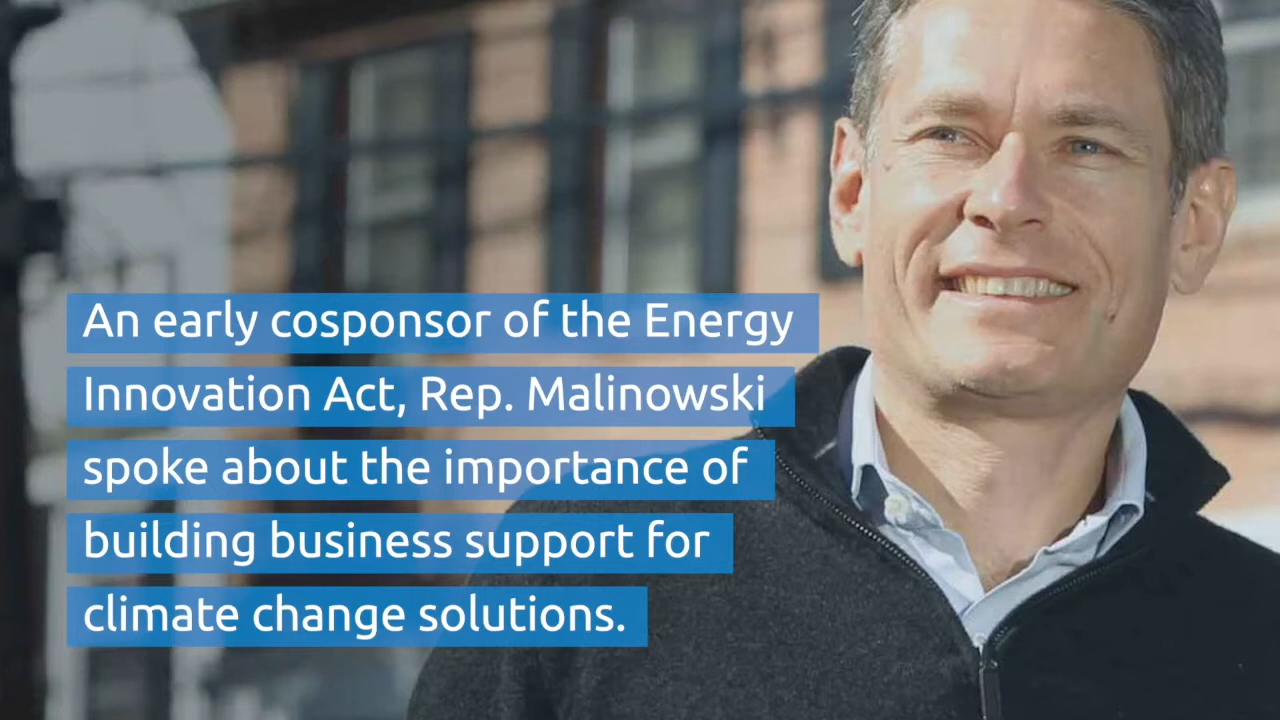 An early cosponsor of the Energy
Innovation Act, Rep. Malinowski
spoke about the importance of
building business support for
climate change solutions.